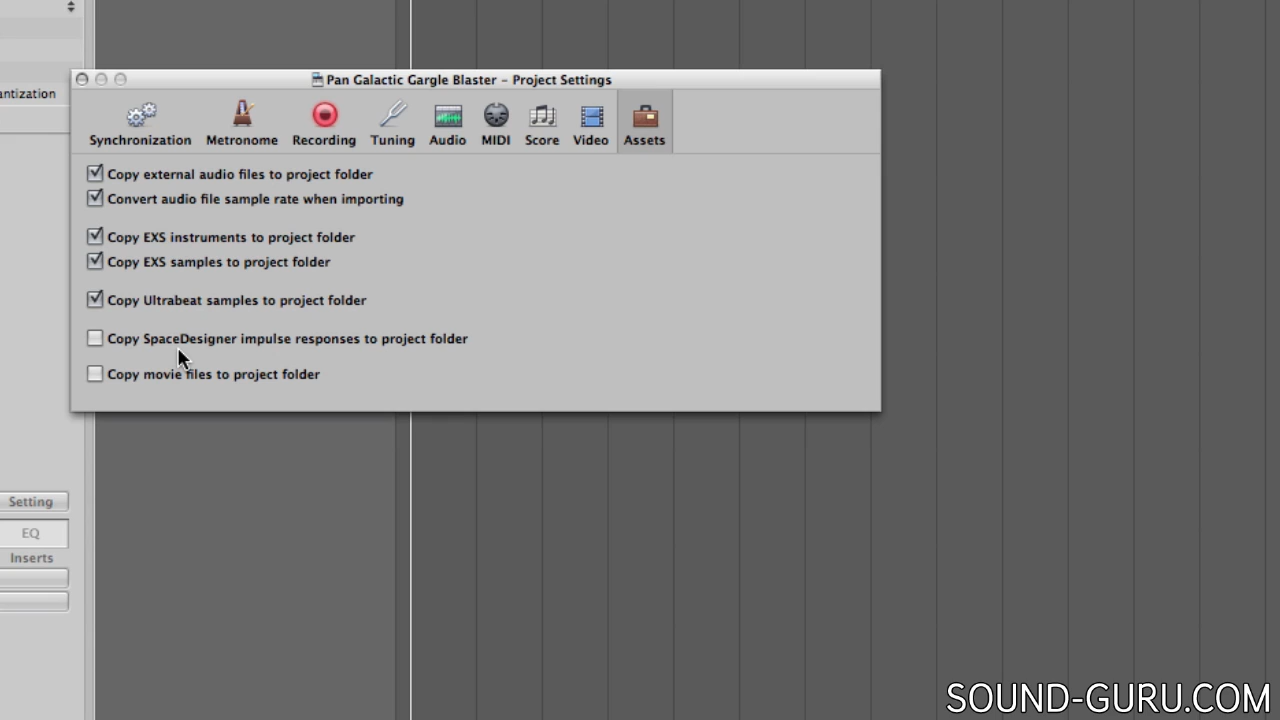 Pan Galactic Gargle Blaster – Project Settings
antization
Synchronization Metronome Recording Tuning Audio MIDI Score Video Assets
Copy external audio files to project folder
Convert audio file sample rate when importing
Copy EXS instruments to project folder
Copy EXS samples to project folder
Copy Ultrabeat samples to project folder
Copy SpaceDesigner impulse responses to project folder
Copy movie files to project folder
Setting
EQ
Inserts
SOUND-GURU.COM